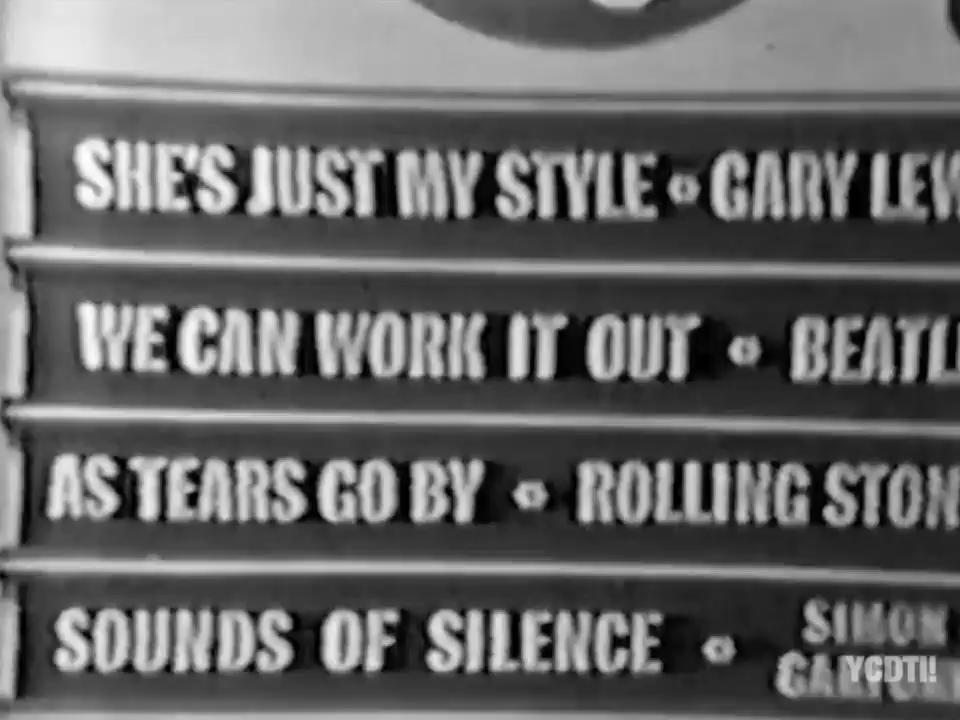 SHE'S JUST MY STYLE • GARY LEW
WE CAN WORK IT OUT • BEATL
AS TEARS GO BY • ROLLING STON
SOUNDS OF SILENCE • SIMON
YCDTI!